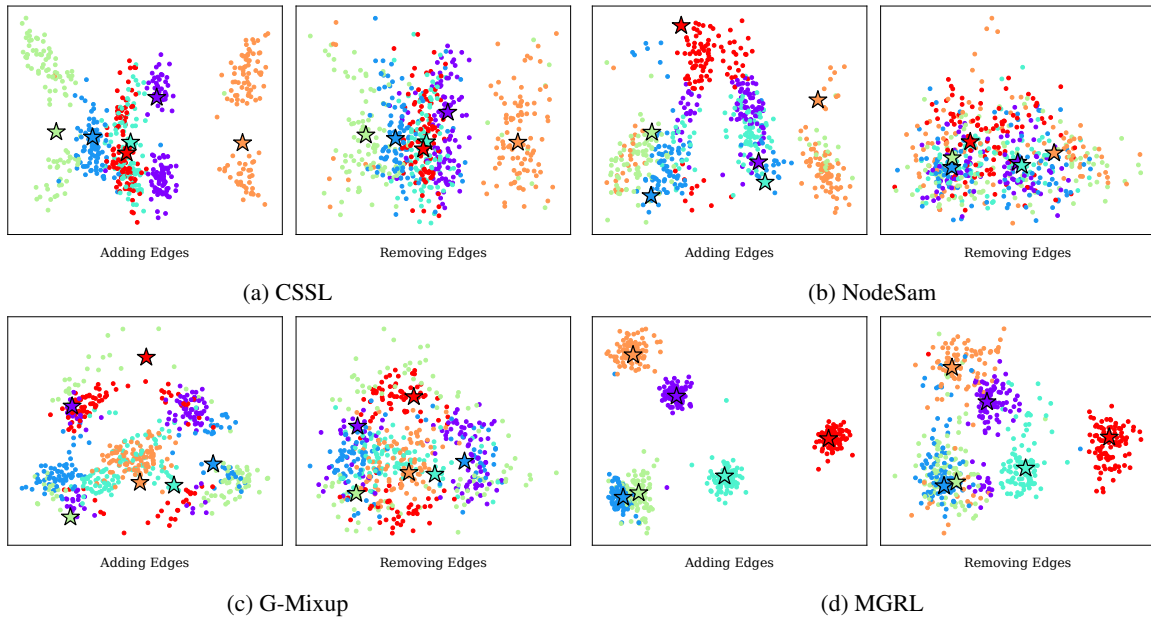 Adding Edges
Removing Edges
Adding Edges
Removing Edges
(a) CSSL
(b) NodeSam
Adding Edges
Removing Edges
Adding Edges
Removing Edges
(c) G-Mixup
(d) MGRL